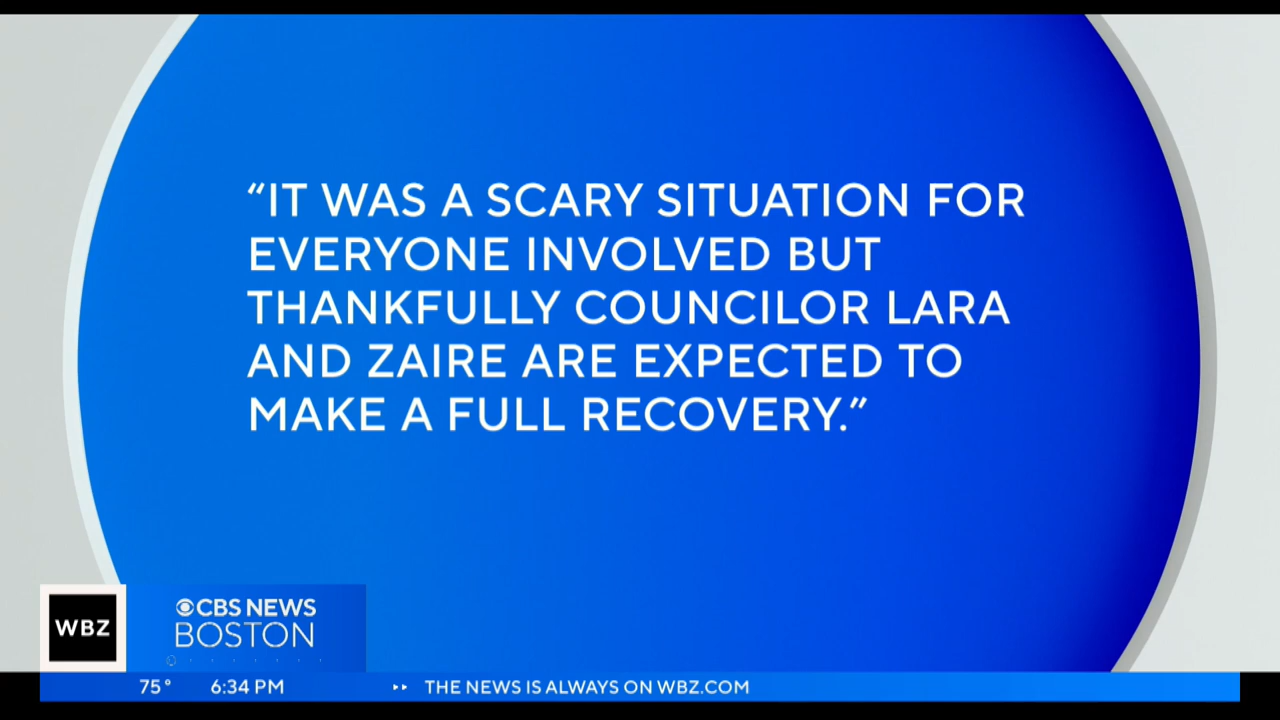 “IT WAS A SCARY SITUATION FOR
EVERYONE INVOLVED BUT
THANKFULLY COUNCILOR LARA
AND ZAIRE ARE EXPECTED TO
MAKE A FULL RECOVERY.”
WBZ
CBS NEWS
BOSTON
75° 6:34 PM THE NEWS IS ALWAYS ON WBZ.COM